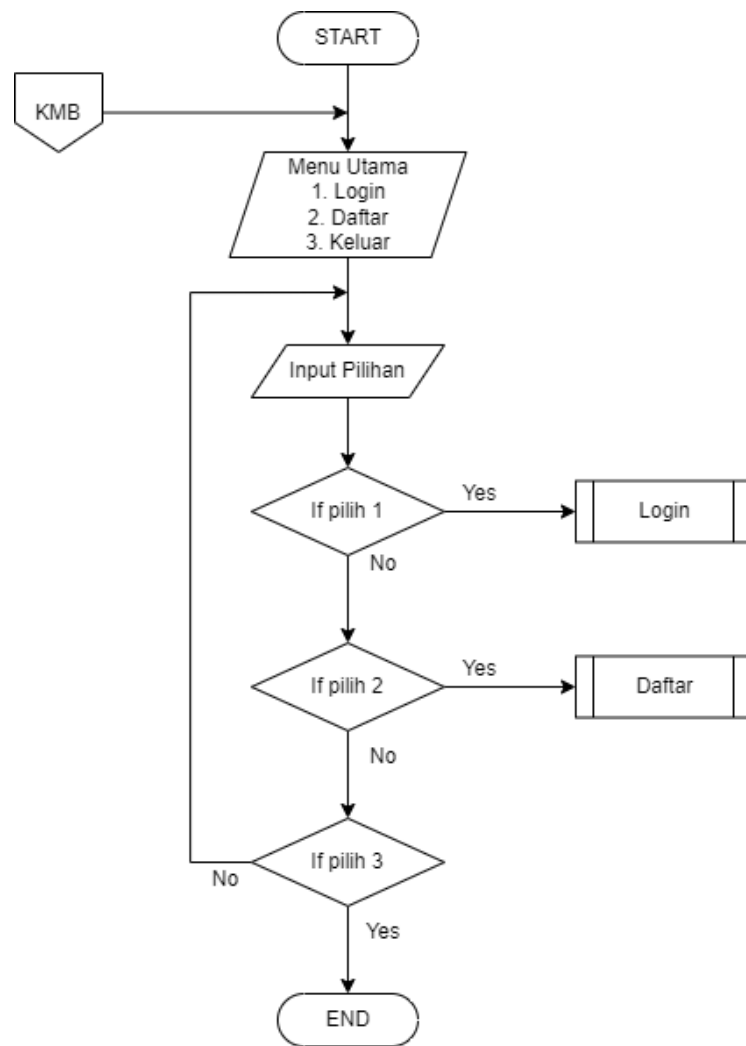 START
KMB
Menu Utama
1. Login
2. Daftar
3. Keluar
Input Pilihan
If pilih 1
Yes
Login
No
If pilih 2
Yes
Daftar
No
If pilih 3
No
Yes
END